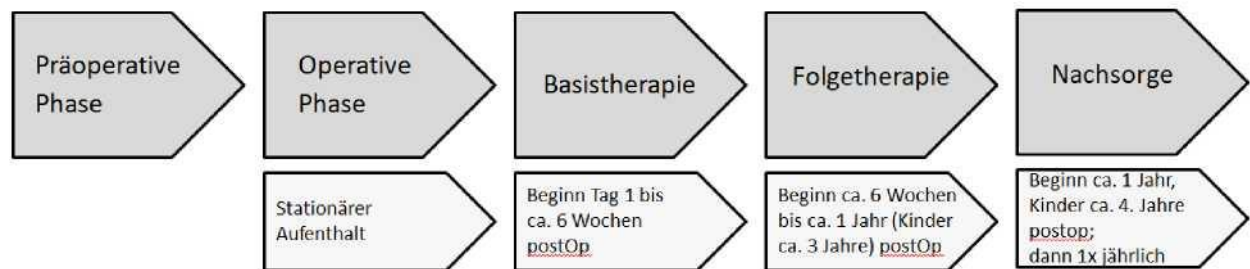 Präoperative
Phase
Operative
Phase
Basistherapie
Folgetherapie
Nachsorge
Stationärer
Aufenthalt
Beginn Tag 1 bis
ca. 6 Wochen
postOp
Beginn ca. 6 Wochen
bis ca. 1 Jahr (Kinder
ca. 3 Jahre) postOp
Beginn ca. 1 Jahr,
Kinder ca. 4. Jahre
postop;
dann 1x jährlich